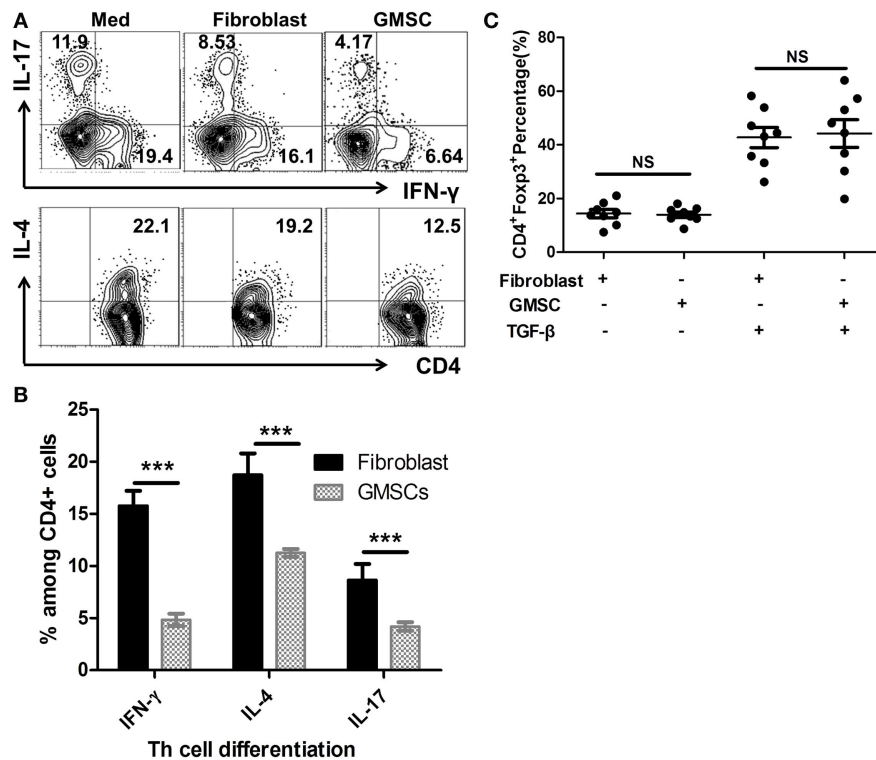 A
Med Fibroblast GMSC
IL-17
11.9 8.53 4.17
19.4 16.1 6.64
IFN-γ
IL-4
22.1 19.2 12.5
CD4
B
% among CD4+ cells
25
20
15
10
5
0
*** *** ***
Fibroblast
GMSCs
IFN-γ IL-4 IL-17
Th cell differentiation
C
CD4+Foxp3+Percentage(%)
80
60
40
20
0
NS
NS
Fibroblast + - + -
GMSC - + - +
TGF-β - - + +